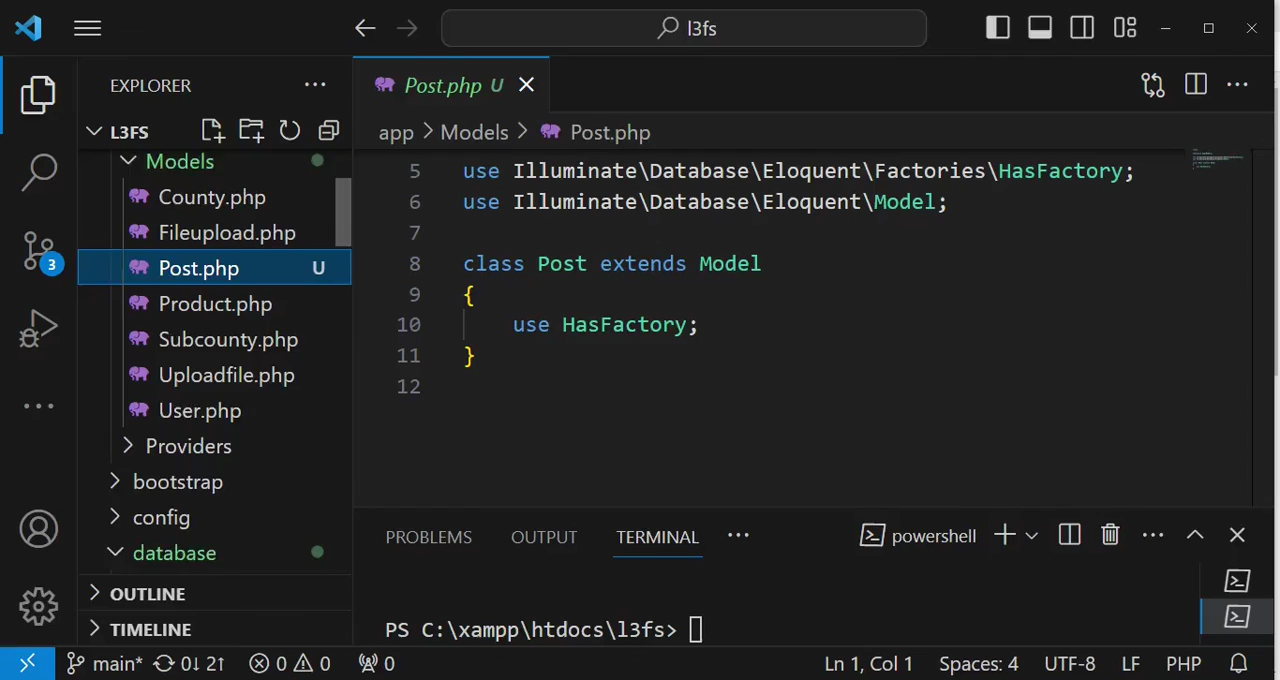 l3fs
EXPLORER
L3FS
Models
County.php
Fileupload.php
Post.php U
Product.php
Subcounty.php
Uploadfile.php
User.php
Providers
bootstrap
config
database
OUTLINE
TIMELINE
3
Post.php U
app > Models > Post.php
5 use Illuminate\Database\Eloquent\Factories\HasFactory;
6 use Illuminate\Database\Eloquent\Model;
7
8 class Post extends Model
9 {
10 use HasFactory;
11 }
12
PROBLEMS OUTPUT TERMINAL powershell
PS C:\xampp\htdocs\l3fs>
main* 0↓ 2↑ 0 0 0 Ln 1, Col 1 Spaces: 4 UTF-8 LF PHP